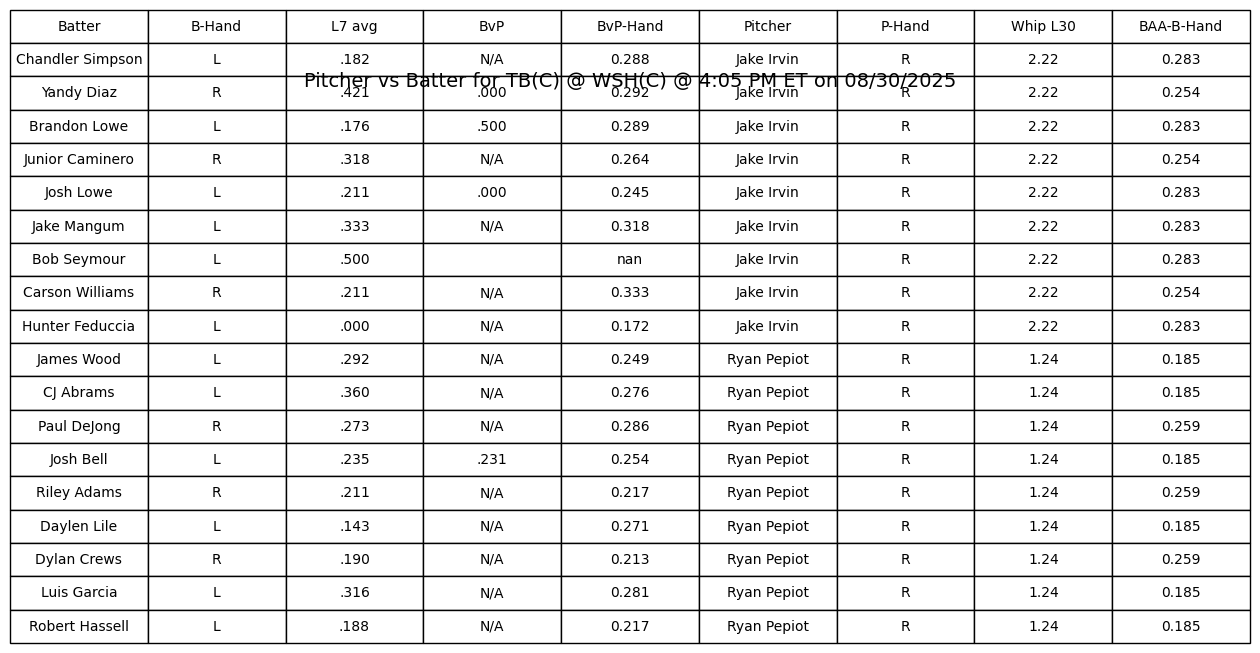 Batter B-Hand L7 avg BvP BvP-Hand Pitcher P-Hand Whip L30 BAA-B-Hand
Chandler Simpson L .182 N/A 0.288 Jake Irvin R 2.22 0.283
Pitcher vs Batter for TB(C) @ WSH(C) @ 4:05 PM ET on 08/30/2025
Yandy Diaz R .421 .000 0.292 Jake Irvin R 2.22 0.254
Brandon Lowe L .176 .500 0.289 Jake Irvin R 2.22 0.283
Junior Caminero R .318 N/A 0.264 Jake Irvin R 2.22 0.254
Josh Lowe L .211 .000 0.245 Jake Irvin R 2.22 0.283
Jake Mangum L .333 N/A 0.318 Jake Irvin R 2.22 0.283
Bob Seymour L .500 nan Jake Irvin R 2.22 0.283
Carson Williams R .211 N/A 0.333 Jake Irvin R 2.22 0.254
Hunter Feduccia L .000 N/A 0.172 Jake Irvin R 2.22 0.283
James Wood L .292 N/A 0.249 Ryan Pepiot R 1.24 0.185
CJ Abrams L .360 N/A 0.276 Ryan Pepiot R 1.24 0.185
Paul DeJong R .273 N/A 0.286 Ryan Pepiot R 1.24 0.259
Josh Bell L .235 .231 0.254 Ryan Pepiot R 1.24 0.185
Riley Adams R .211 N/A 0.217 Ryan Pepiot R 1.24 0.259
Daylen Lile L .143 N/A 0.271 Ryan Pepiot R 1.24 0.185
Dylan Crews R .190 N/A 0.213 Ryan Pepiot R 1.24 0.259
Luis Garcia L .316 N/A 0.281 Ryan Pepiot R 1.24 0.185
Robert Hassell L .188 N/A 0.217 Ryan Pepiot R 1.24 0.185